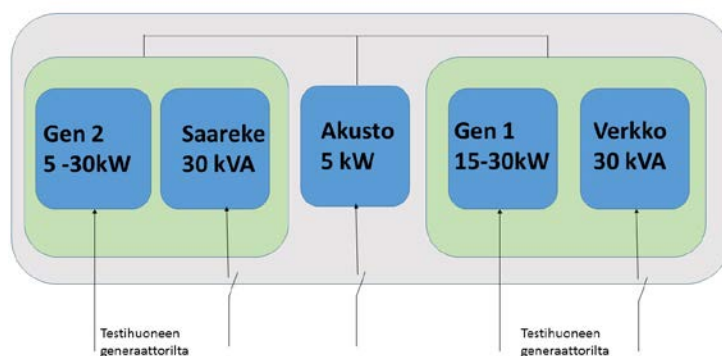 Gen 2
5 -30kW
Saareke
30 kVA
Akusto
5 kW
Gen 1
15-30kW
Verkko
30 kVA
Testihuoneen
generaattorilta
Testihuoneen
generaattorilta